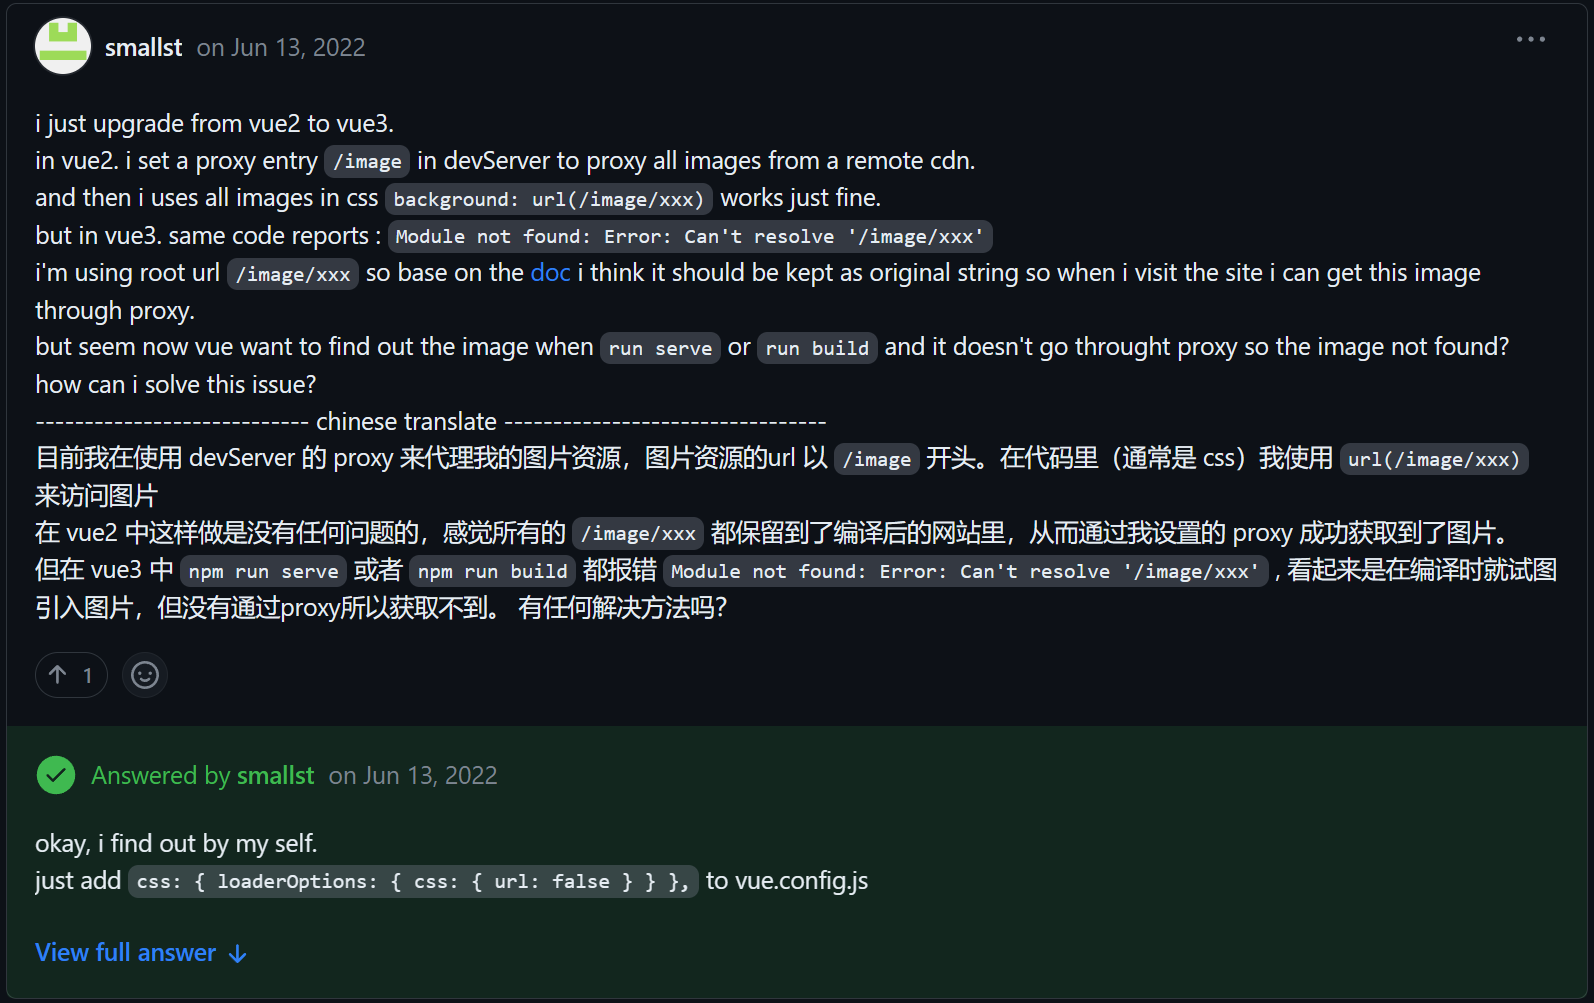 smallst on Jun 13, 2022
i just upgrade from vue2 to vue3.
in vue2. i set a proxy entry /image in devServer to proxy all images from a remote cdn.
and then i uses all images in css background: url(/image/xxx) works just fine.
but in vue3. same code reports : Module not found: Error: Can't resolve '/image/xxx'
i'm using root url /image/xxx so base on the doc i think it should be kept as original string so when i visit the site i can get this image
through proxy.
but seem now vue want to find out the image when run serve or run build and it doesn't go throught proxy so the image not found?
how can i solve this issue?
---------------------------- chinese translate ---------------------------------
目前我在使用 devServer 的 proxy 来代理我的图片资源，图片资源的url 以 /image 开头。在代码里（通常是 css）我使用 url(/image/xxx)
来访问图片
在 vue2 中这样做是没有任何问题的，感觉所有的 /image/xxx 都保留到了编译后的网站里，从而通过我设置的 proxy 成功获取到了图片。
但在 vue3 中 npm run serve 或者 npm run build 都报错 Module not found: Error: Can't resolve '/image/xxx' , 看起来是在编译时就试图
引入图片，但没有通过proxy所以获取不到。 有任何解决方法吗？
1
Answered by smallst on Jun 13, 2022
okay, i find out by my self.
just add css: { loaderOptions: { css: { url: false } } }, to vue.config.js
View full answer